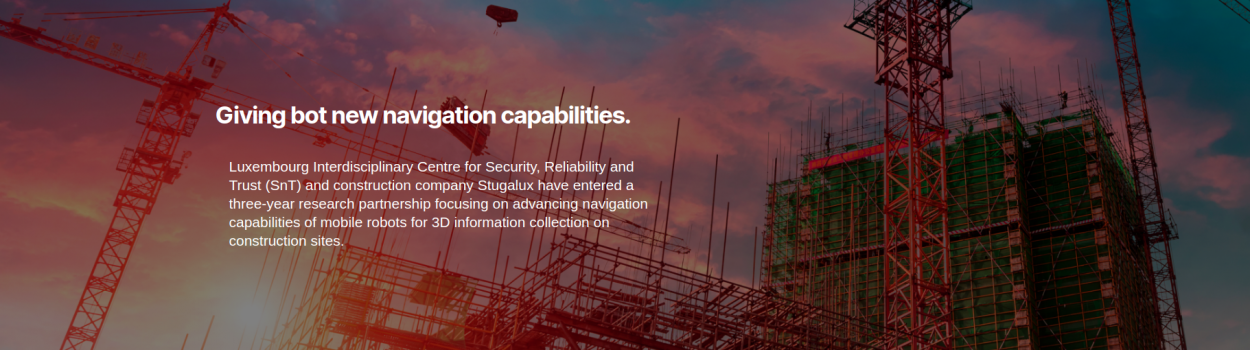 Giving bot new navigation capabilities.
Luxembourg Interdisciplinary Centre for Security, Reliability and
Trust (SnT) and construction company Stugalux have entered a
three-year research partnership focusing on advancing navigation
capabilities of mobile robots for 3D information collection on
construction sites.